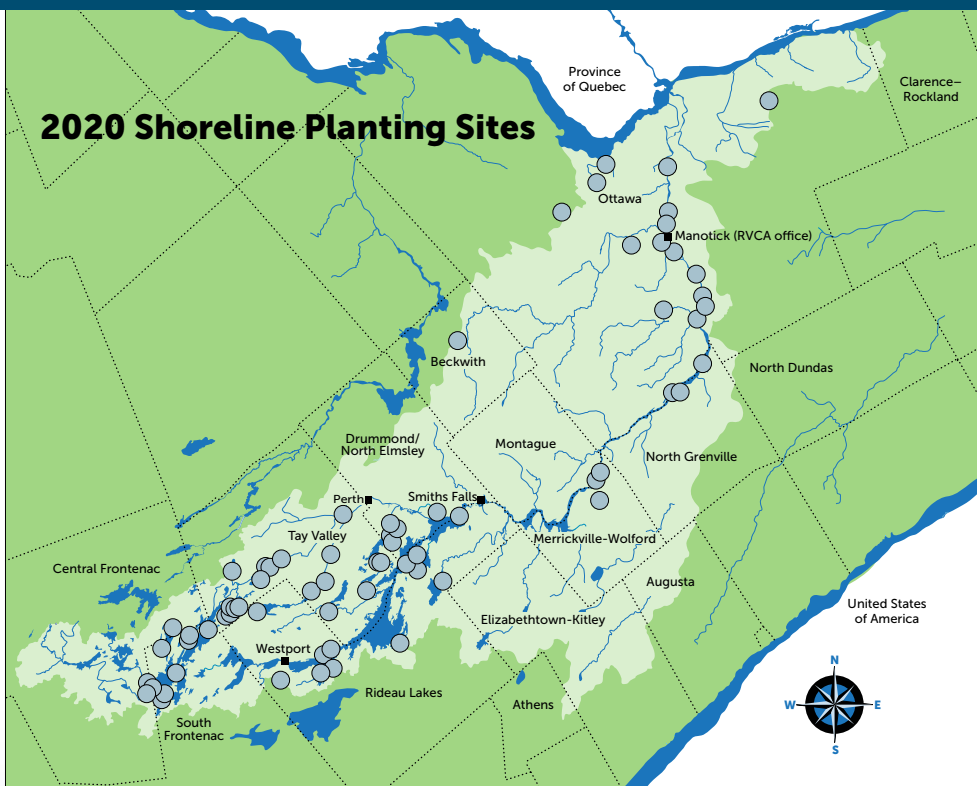 Province
of Quebec
Clarence–
Rockland
2020 Shoreline Planting Sites
Ottawa
Manotick (RVCA office)
Beckwith
North Dundas
Drummond/
North Elmsley
Montague
North Grenville
Perth
Smiths Falls
Tay Valley
Merrickville-Wolford
Central Frontenac
Augusta
United States
of America
Elizabethtown-Kitley
Westport
Rideau Lakes
Athens
South
Frontenac
N
W
E
S